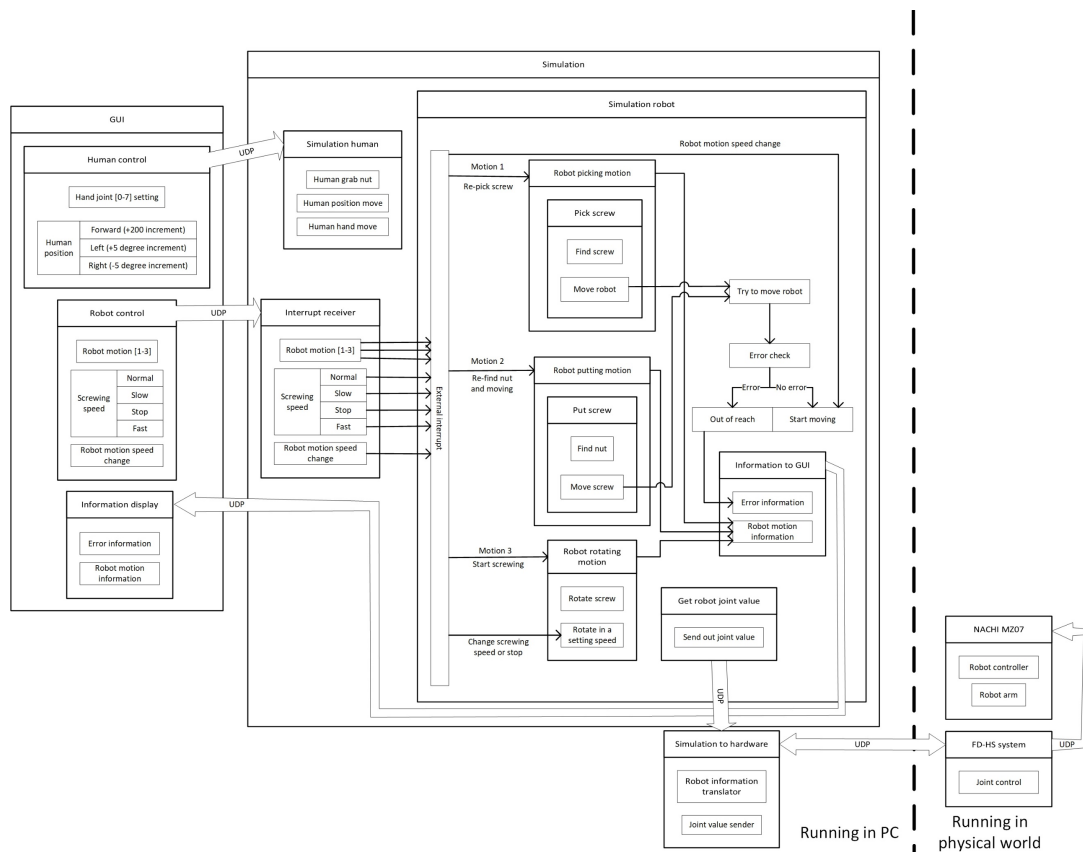 Simulation
Simulation robot
GUI
Human control
Hand joint [0-7] setting
Human
position
Forward (+200 increment)
Left (+5 degree increment)
Right (-5 degree increment)
UDP
Simulation human
Human grab nut
Human position move
Human hand move
Robot control
Robot motion [1-3]
Screwing
speed
Normal
Slow
Stop
Fast
Robot motion speed
change
UDP
Interrupt receiver
Robot motion [1-3]
Screwing
speed
Normal
Slow
Stop
Fast
Robot motion speed
change
Information display
Error information
Robot motion
information
UDP
External interrupt
Robot motion speed change
Motion 1
Re-pick screw
Robot picking motion
Pick screw
Find screw
Move robot
Try to move robot
Error check
Error
No error
Out of reach
Start moving
Motion 2
Re-find nut
and moving
Robot putting motion
Put screw
Find nut
Move screw
Information to GUI
Error information
Robot motion
information
Motion 3
Start screwing
Robot rotating
motion
Rotate screw
Rotate in a
setting speed
Change screwing
speed or stop
Get robot joint value
Send out joint value
UDP
Simulation to hardware
Robot information
translator
Joint value sender
UDP
NACHI MZ07
Robot controller
Robot arm
FD-HS system
Joint control
UDP
Running in PC
Running in
physical world